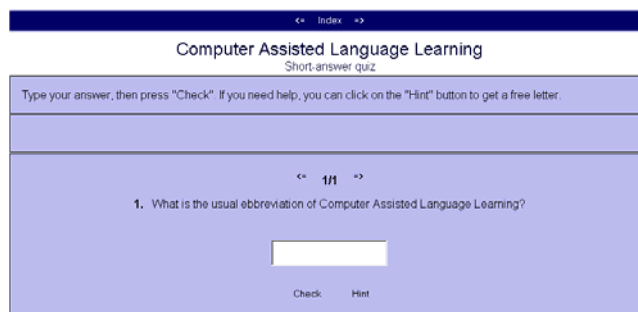 <= Index =>
Computer Assisted Language Learning
Short-answer quiz
Type your answer, then press "Check". If you need help, you can click on the "Hint" button to get a free letter.
<= 1/1 =>
1. What is the usual ebbreviation of Computer Assisted Language Learning?
Check Hint